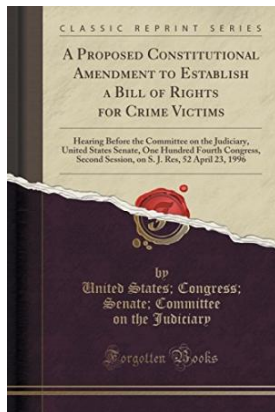 CLASSIC REPRINT SERIES
A PROPOSED CONSTITUTIONAL
AMENDMENT TO ESTABLISH
A BILL OF RIGHTS
FOR CRIME VICTIMS
Hearing Before the Committee on the Judiciary,
United States Senate, One Hundred Fourth Congress,
Second Session, on S. J. Res, 52 April 23, 1996
by
United States; Congress;
Senate; Committee
on the Judiciary
Forgotten Books